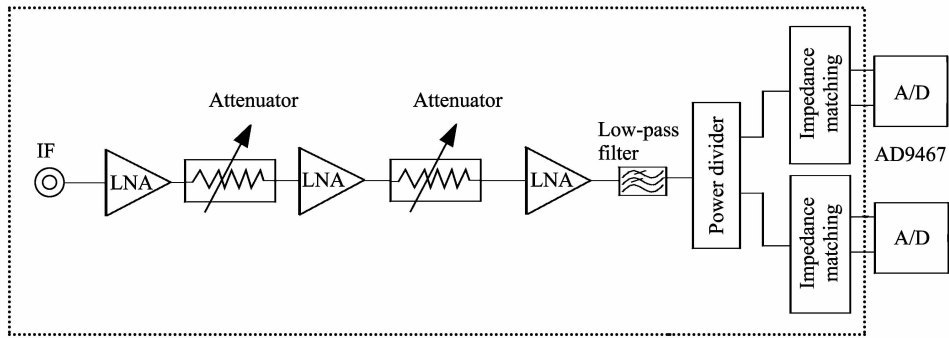 IF
LNA
Attenuator
LNA
Attenuator
LNA
Low-pass
filter
Power divider
Impedance
matching
A/D
AD9467
Impedance
matching
A/D